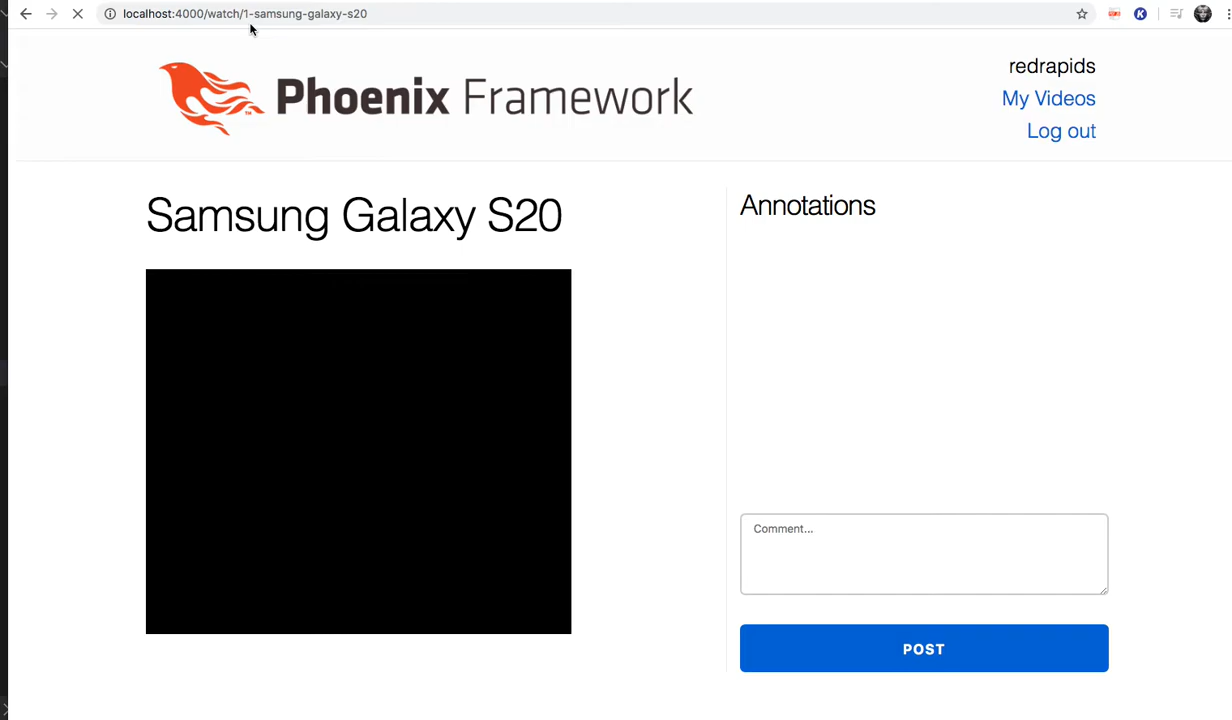 localhost:4000/watch/1-samsung-galaxy-s20
Phoenix Framework
redrapids
My Videos
Log out
Samsung Galaxy S20
Annotations
Comment...
POST